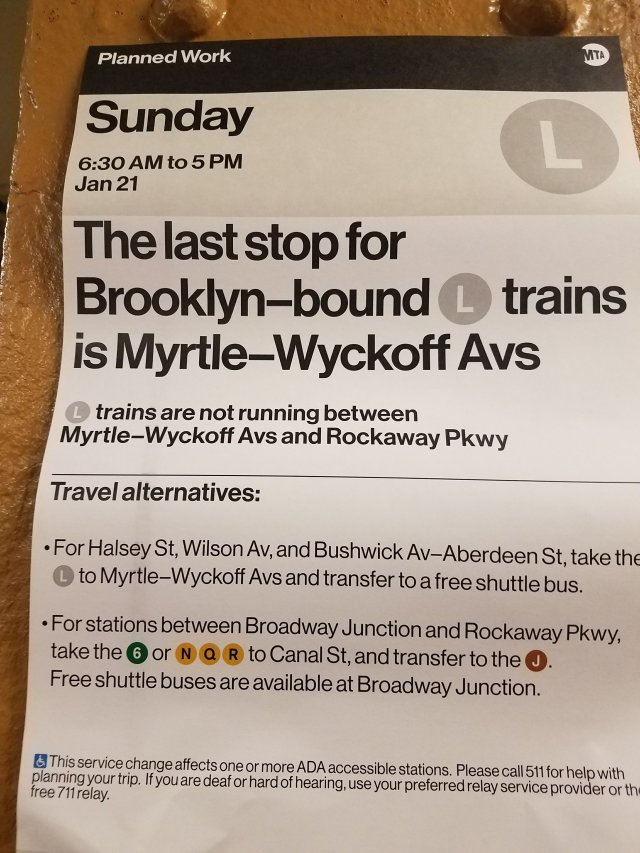 Planned Work
MTA
Sunday
6:30 AM to 5 PM
Jan 21
L
The last stop for
Brooklyn–bound L trains
is Myrtle–Wyckoff Avs
L trains are not running between
Myrtle–Wyckoff Avs and Rockaway Pkwy
Travel alternatives:
• For Halsey St, Wilson Av, and Bushwick Av–Aberdeen St, take the
L to Myrtle–Wyckoff Avs and transfer to a free shuttle bus.
• For stations between Broadway Junction and Rockaway Pkwy,
take the 6 or N Q R to Canal St, and transfer to the J.
Free shuttle buses are available at Broadway Junction.
This service change affects one or more ADA accessible stations. Please call 511 for help with
planning your trip. If you are deaf or hard of hearing, use your preferred relay service provider or the
free 711 relay.